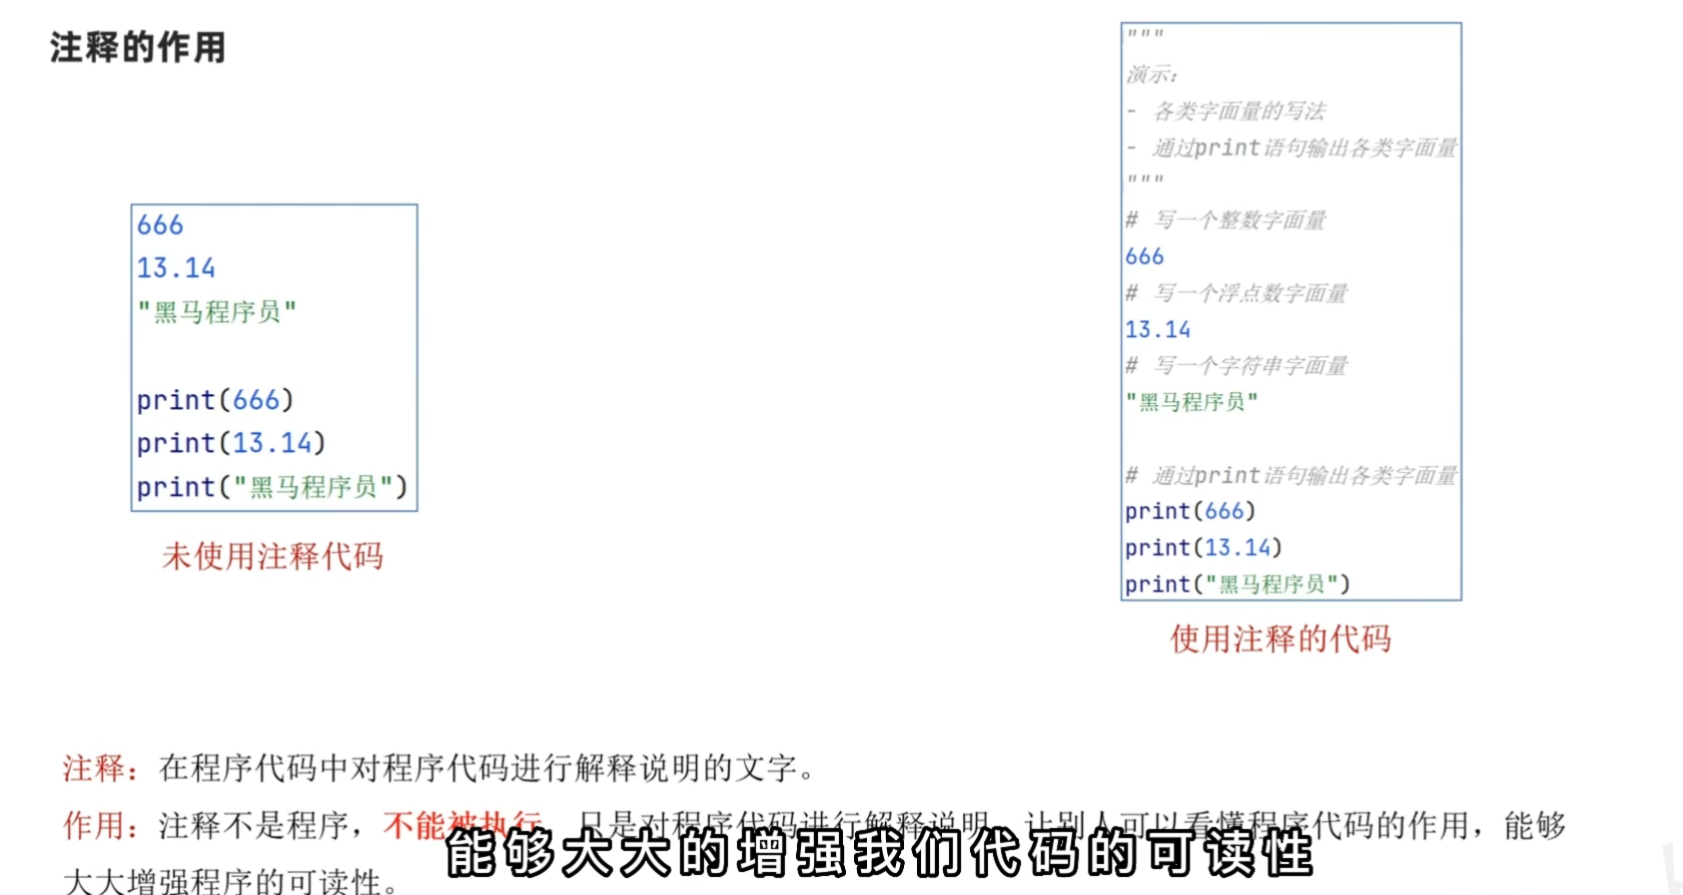 注释的作用
666
13.14
"黑马程序员"
print(666)
print(13.14)
print("黑马程序员")
未使用注释代码
"""
演示：
- 各类字面量的写法
- 通过print语句输出各类字面量
"""
# 写一个整数字面量
666
# 写一个浮点数字面量
13.14
# 写一个字符串字面量
"黑马程序员"
# 通过print语句输出各类字面量
print(666)
print(13.14)
print("黑马程序员")
使用注释的代码
注释：在程序代码中对程序代码进行解释说明的文字。
作用：注释不是程序，不能被执行，只是对程序代码进行解释说明，让别人可以看懂程序代码的作用，能够
大大增强程序的可读性。
能够大大的增强我们代码的可读性